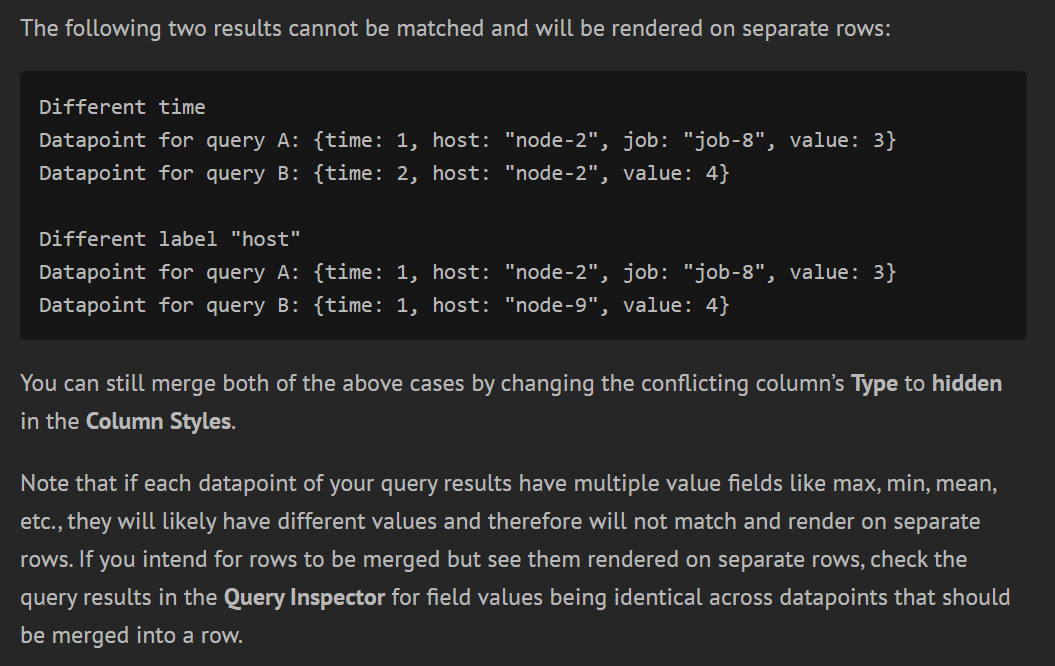 The following two results cannot be matched and will be rendered on separate rows:
Different time
Datapoint for query A: {time: 1, host: "node-2", job: "job-8", value: 3}
Datapoint for query B: {time: 2, host: "node-2", value: 4}
Different label "host"
Datapoint for query A: {time: 1, host: "node-2", job: "job-8", value: 3}
Datapoint for query B: {time: 1, host: "node-9", value: 4}
You can still merge both of the above cases by changing the conflicting column’s Type to hidden
in the Column Styles.
Note that if each datapoint of your query results have multiple value fields like max, min, mean,
etc., they will likely have different values and therefore will not match and render on separate
rows. If you intend for rows to be merged but see them rendered on separate rows, check the
query results in the Query Inspector for field values being identical across datapoints that should
be merged into a row.